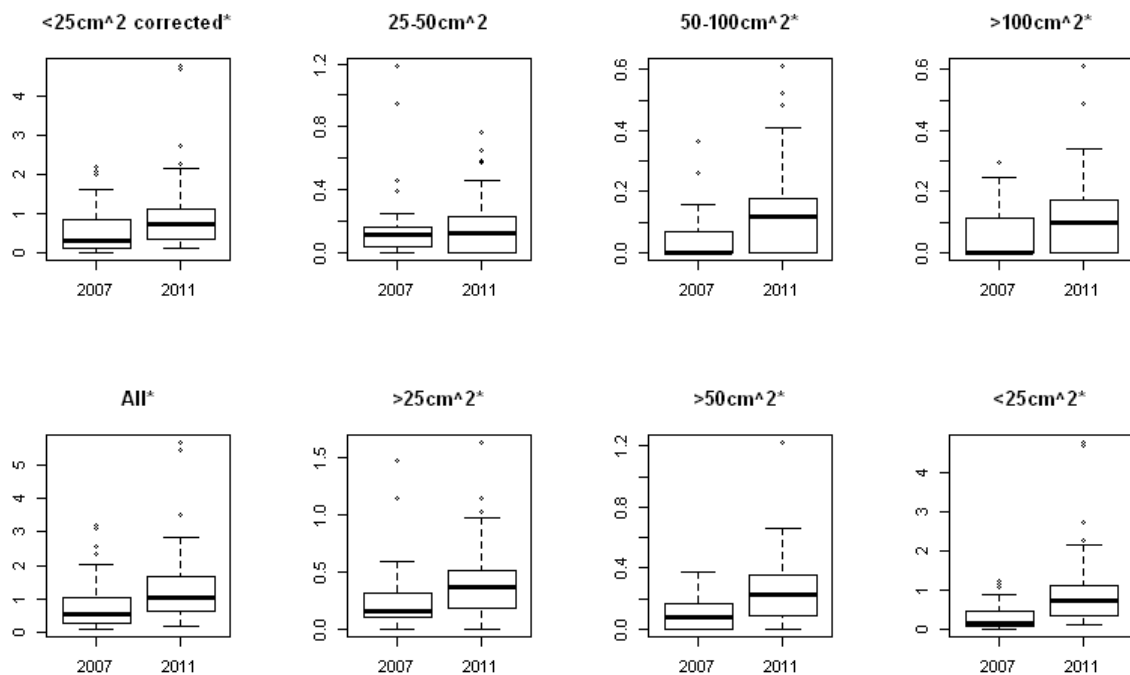 <25cm^2 corrected*
25-50cm^2
50-100cm^2*
>100cm^2*
0 1 2 3 4
0.0 0.4 0.8 1.2
0.0 0.2 0.4 0.6
0.0 0.2 0.4 0.6
2007 2011
2007 2011
2007 2011
2007 2011
All*
>25cm^2*
>50cm^2*
<25cm^2*
0 1 2 3 4 5
0.0 0.5 1.0 1.5
0.0 0.4 0.8 1.2
0 1 2 3 4
2007 2011
2007 2011
2007 2011
2007 2011